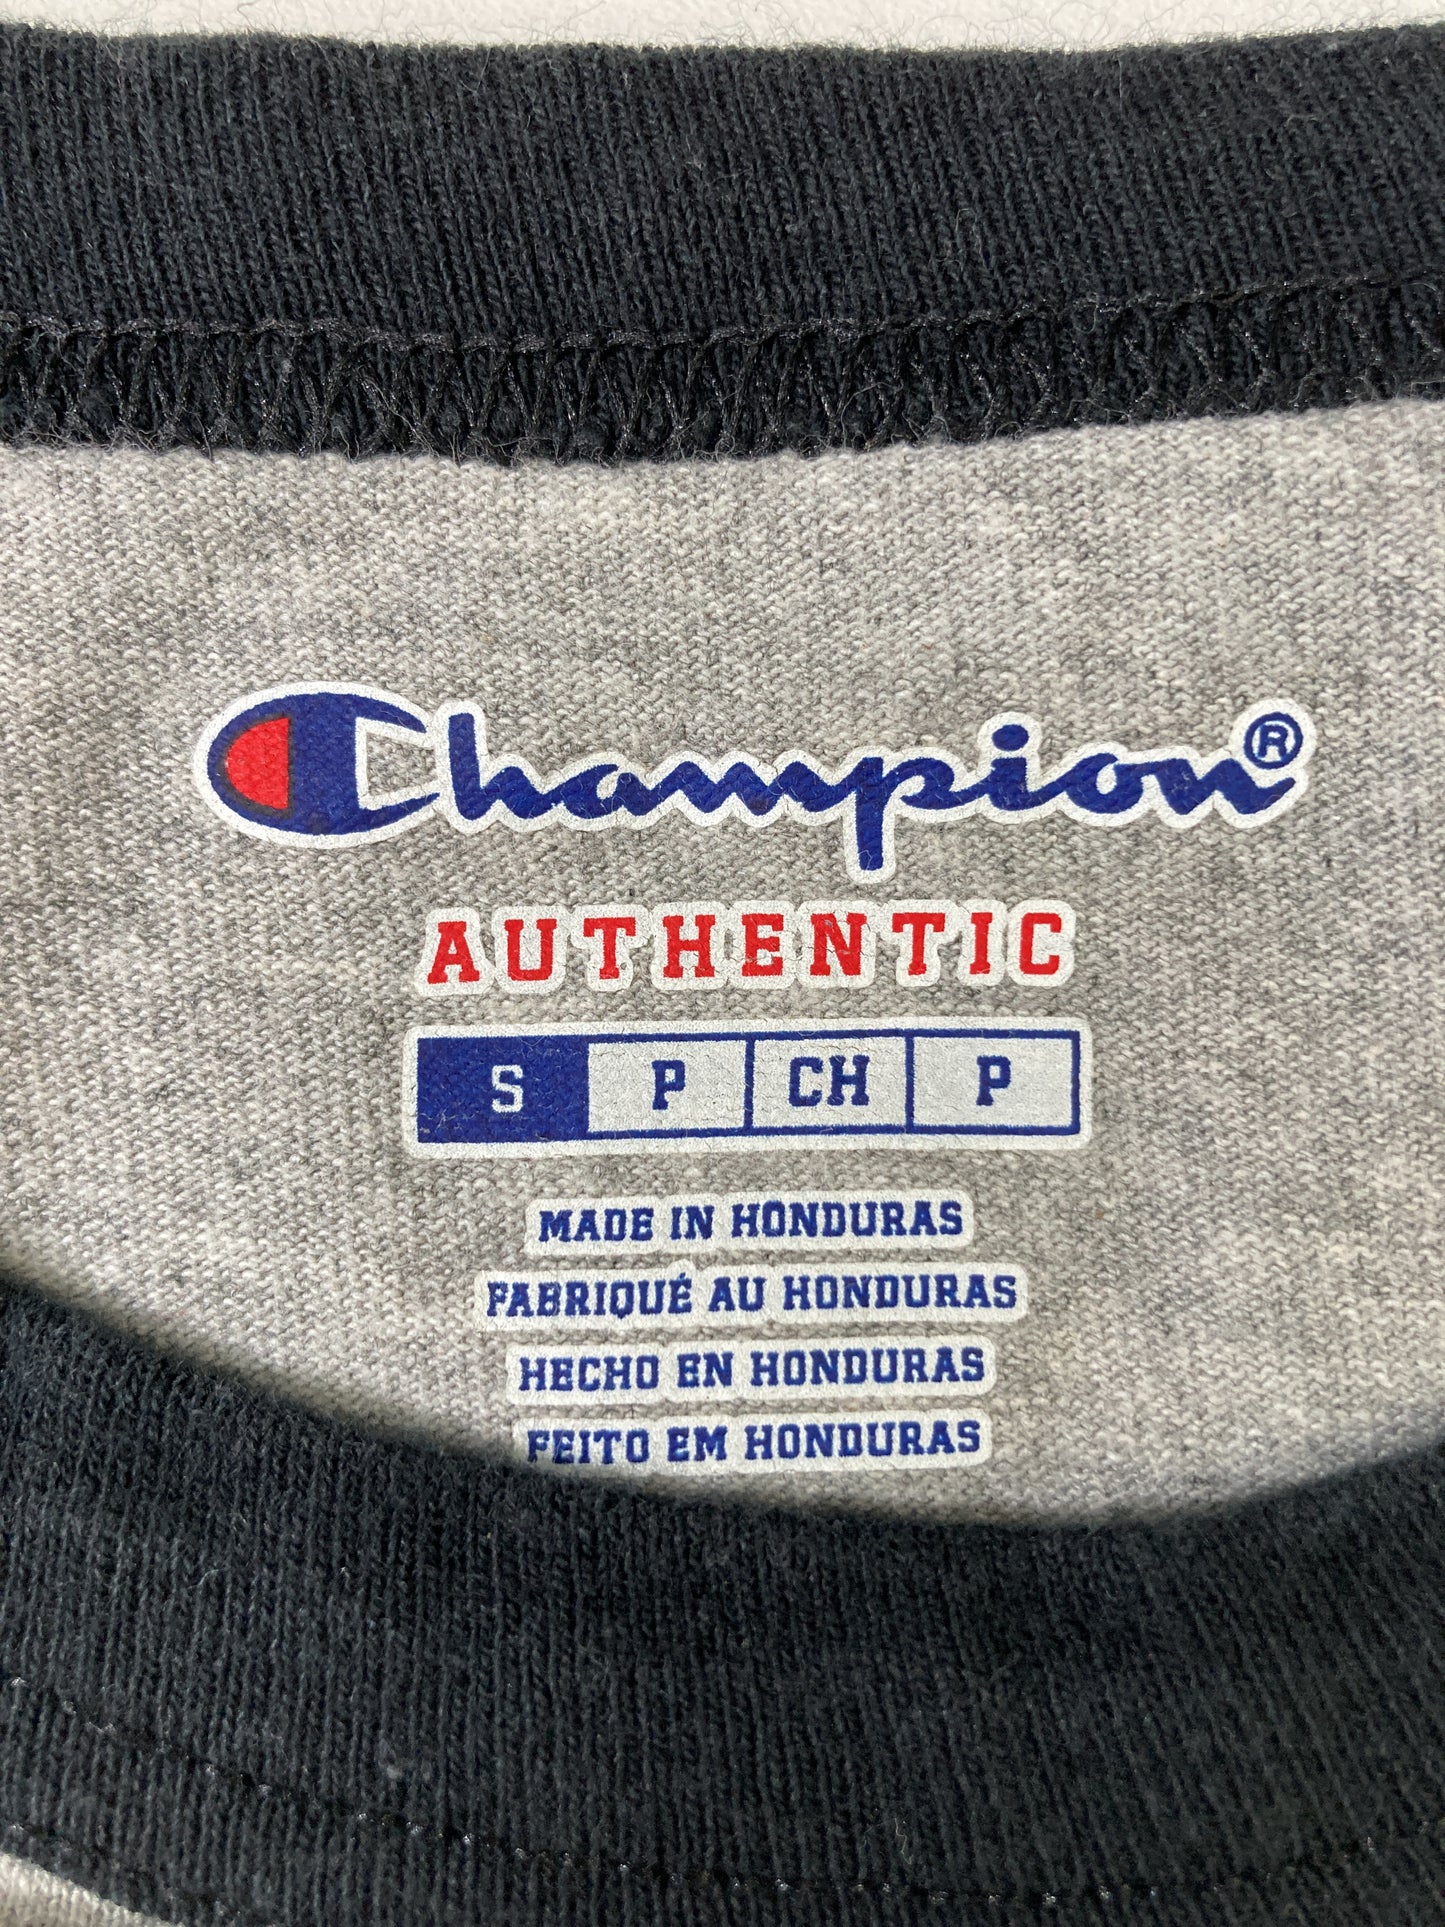 Champion®
AUTHENTIC
S P CH P
MADE IN HONDURAS
FABRIQUÉ AU HONDURAS
HECHO EN HONDURAS
FEITO EM HONDURAS